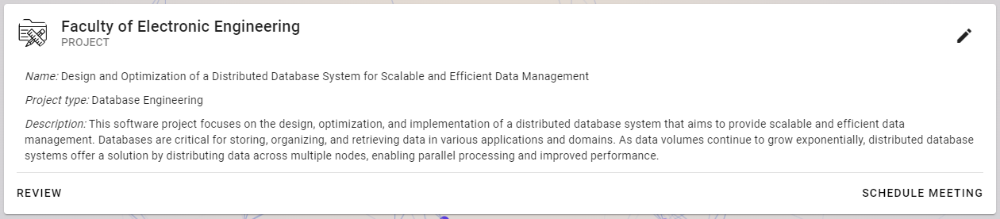 Faculty of Electronic Engineering
PROJECT
Name: Design and Optimization of a Distributed Database System for Scalable and Efficient Data Management
Project type: Database Engineering
Description: This software project focuses on the design, optimization, and implementation of a distributed database system that aims to provide scalable and efficient data
management. Databases are critical for storing, organizing, and retrieving data in various applications and domains. As data volumes continue to grow exponentially, distributed database
systems offer a solution by distributing data across multiple nodes, enabling parallel processing and improved performance.
REVIEW
SCHEDULE MEETING